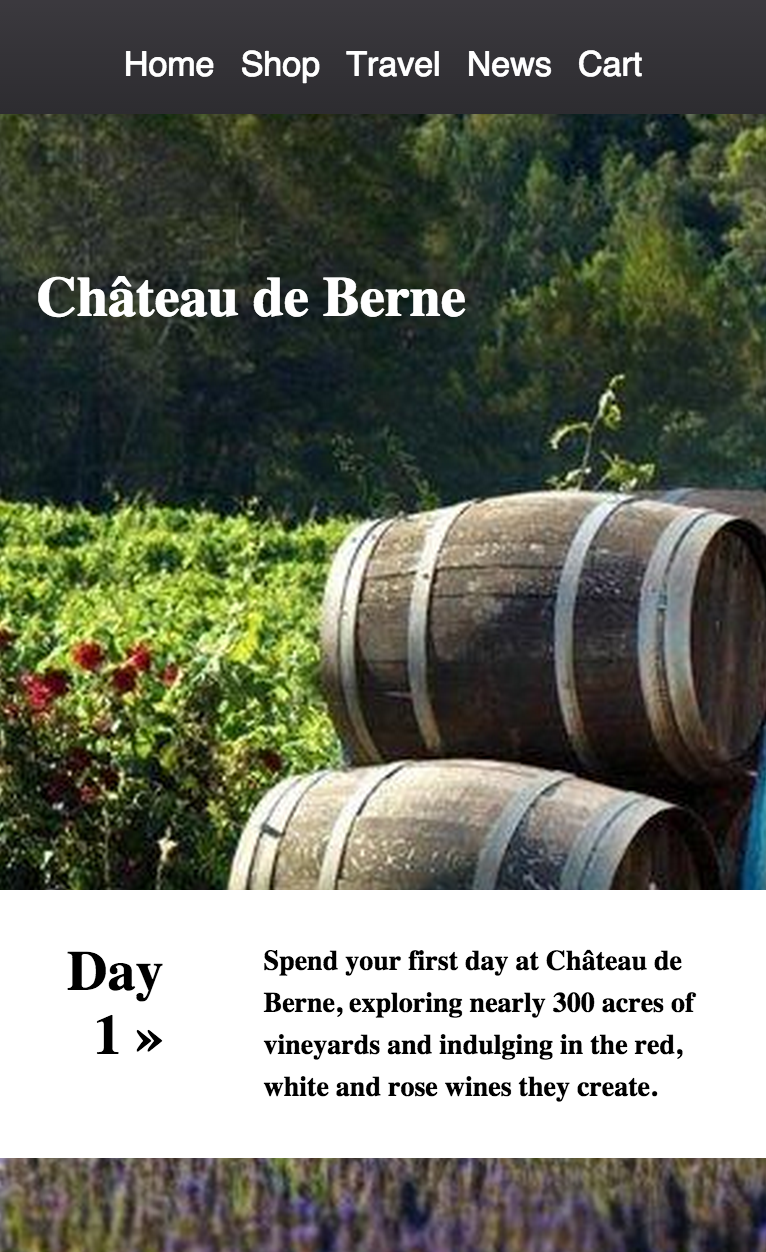 Home Shop Travel News Cart
Château de Berne
Day
1 »
Spend your first day at Château de
Berne, exploring nearly 300 acres of
vineyards and indulging in the red,
white and rose wines they create.